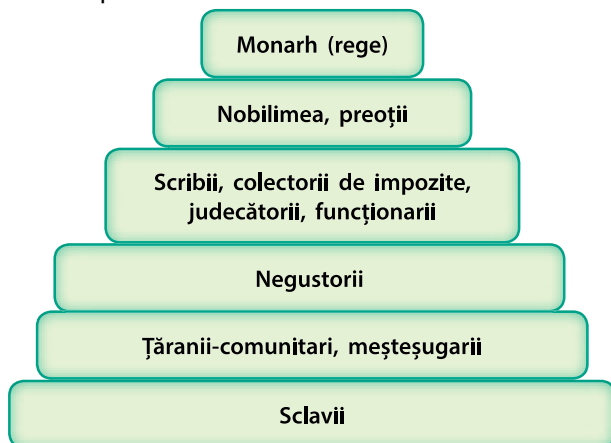 Monarh (rege)
Nobilimea, preoții
Scribii, colectorii de impozite,
judecătorii, funcționarii
Negustorii
Țăranii-comunitari, meșteșugarii
Sclavii